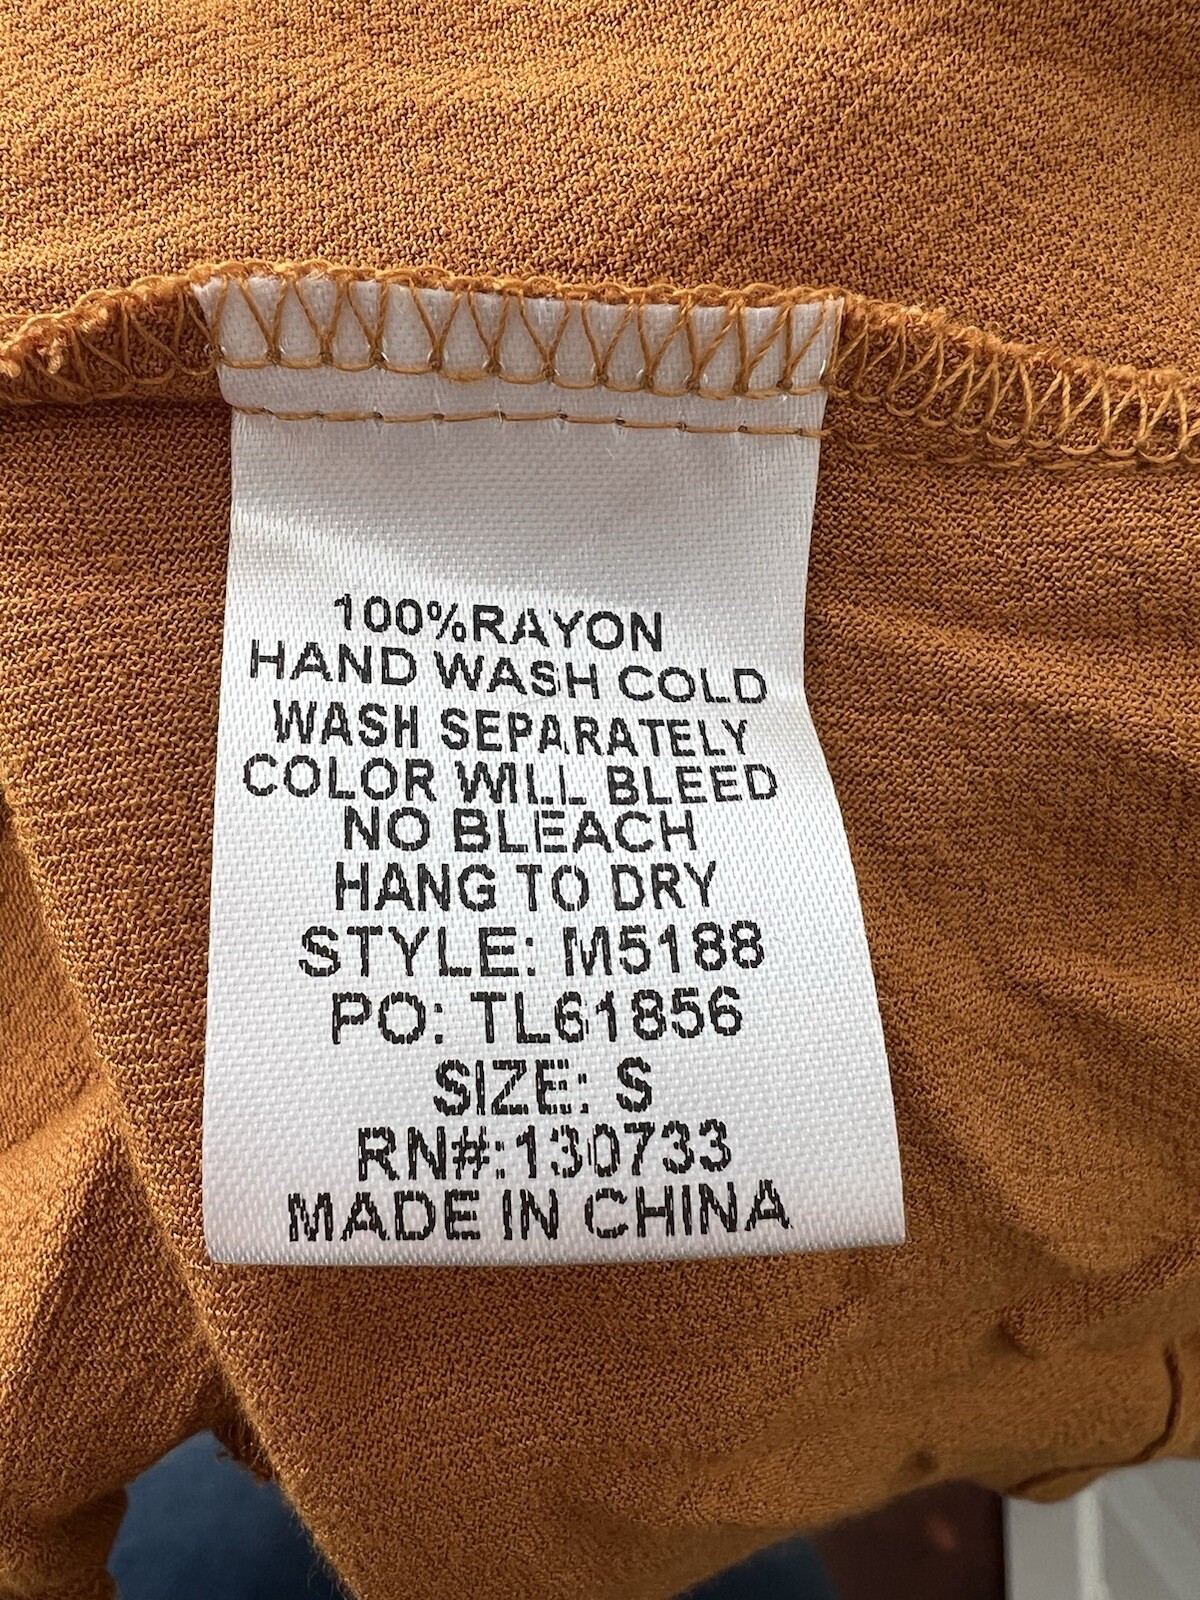 100%RAYON
HAND WASH COLD
WASH SEPARATELY
COLOR WILL BLEED
NO BLEACH
HANG TO DRY
STYLE: M5188
PO: TL61856
SIZE: S
RN#:130733
MADE IN CHINA